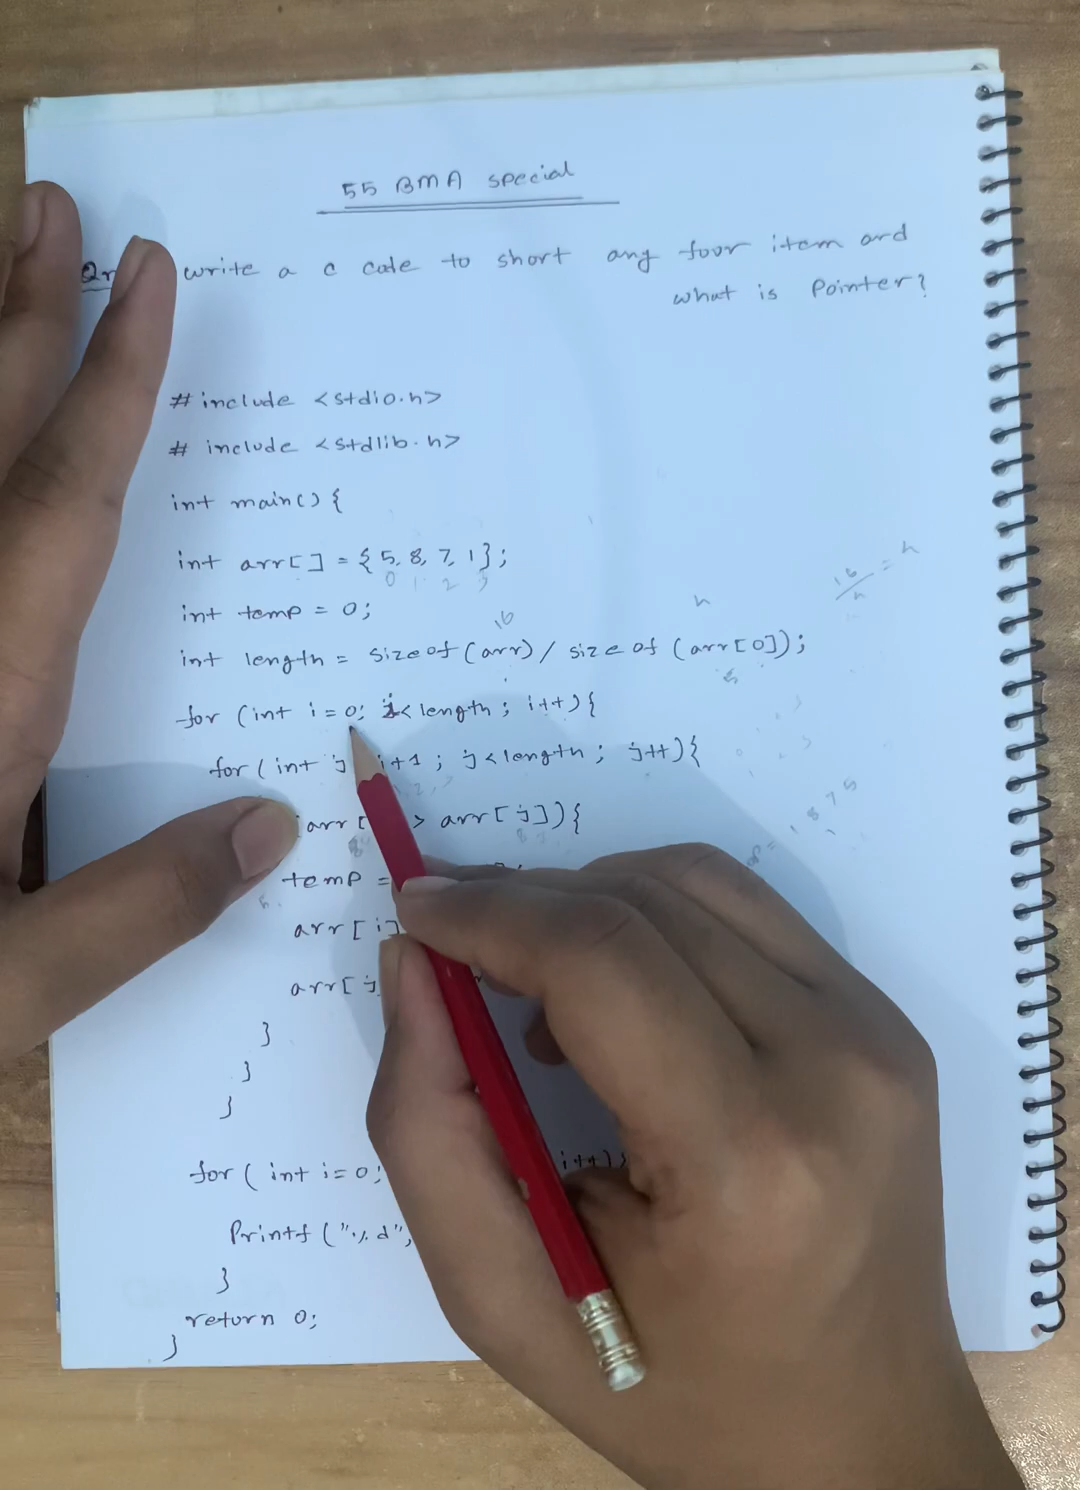 55 BMA special
write a c code to short any foor item and
what is Pointer?
# include <stdio.h>
# include <stdlib.h>
int main() {
int arr[] = {5, 8, 7, 1};
0 1 2 3
int temp = 0;
16
int length = sizeof(arr) / sizeof (arr[0]);
for (int i=0; i<length; i++){
for (int j i+1; j<length; j++){
arr[ > arr[j]){
temp =
arr[i]
arr[j
}
}
}
for ( int i=0; i++)
Printf ("%d",
}
return 0;
}